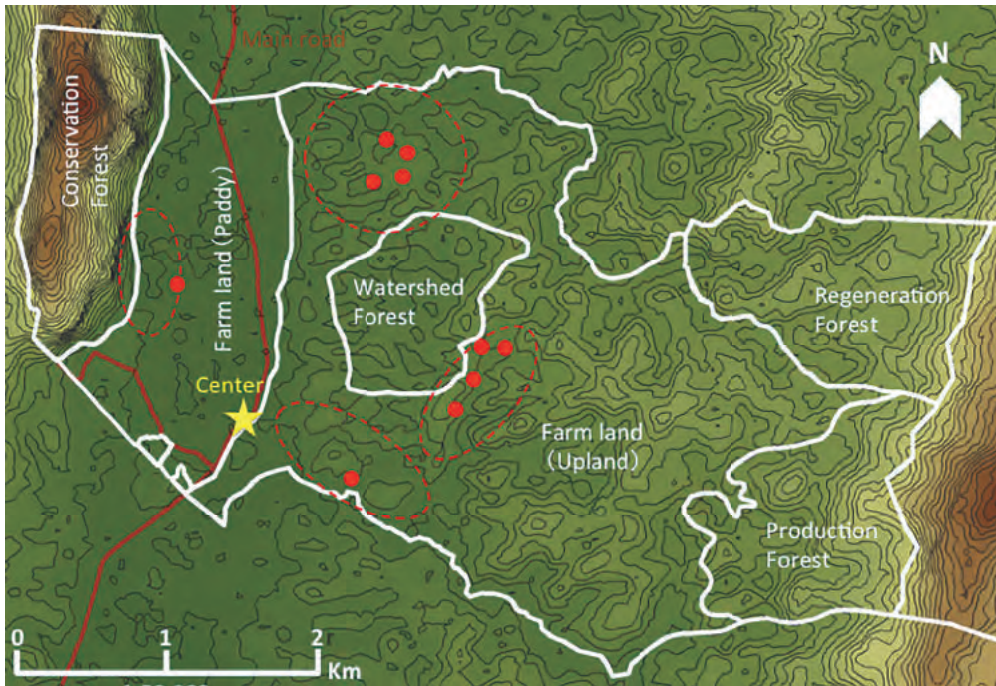 Main road
N
Conservation
Forest
Farm land (Paddy)
Watershed
Forest
Regeneration
Forest
Center
Farm land
(Upland)
Production
Forest
0
1
2
Km